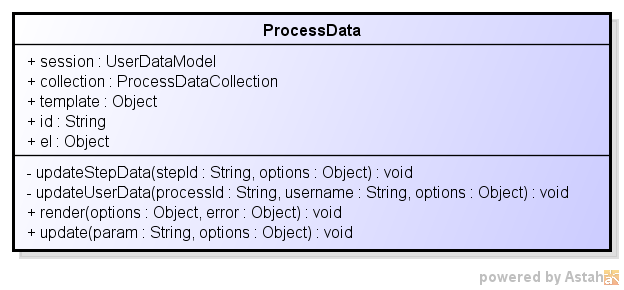 ProcessData
+ session : UserDataModel
+ collection : ProcessDataCollection
+ template : Object
+ id : String
+ el : Object
- updateStepData(stepId : String, options : Object) : void
- updateUserData(processId : String, username : String, options : Object) : void
+ render(options : Object, error : Object) : void
+ update(param : String, options : Object) : void
powered by Astah